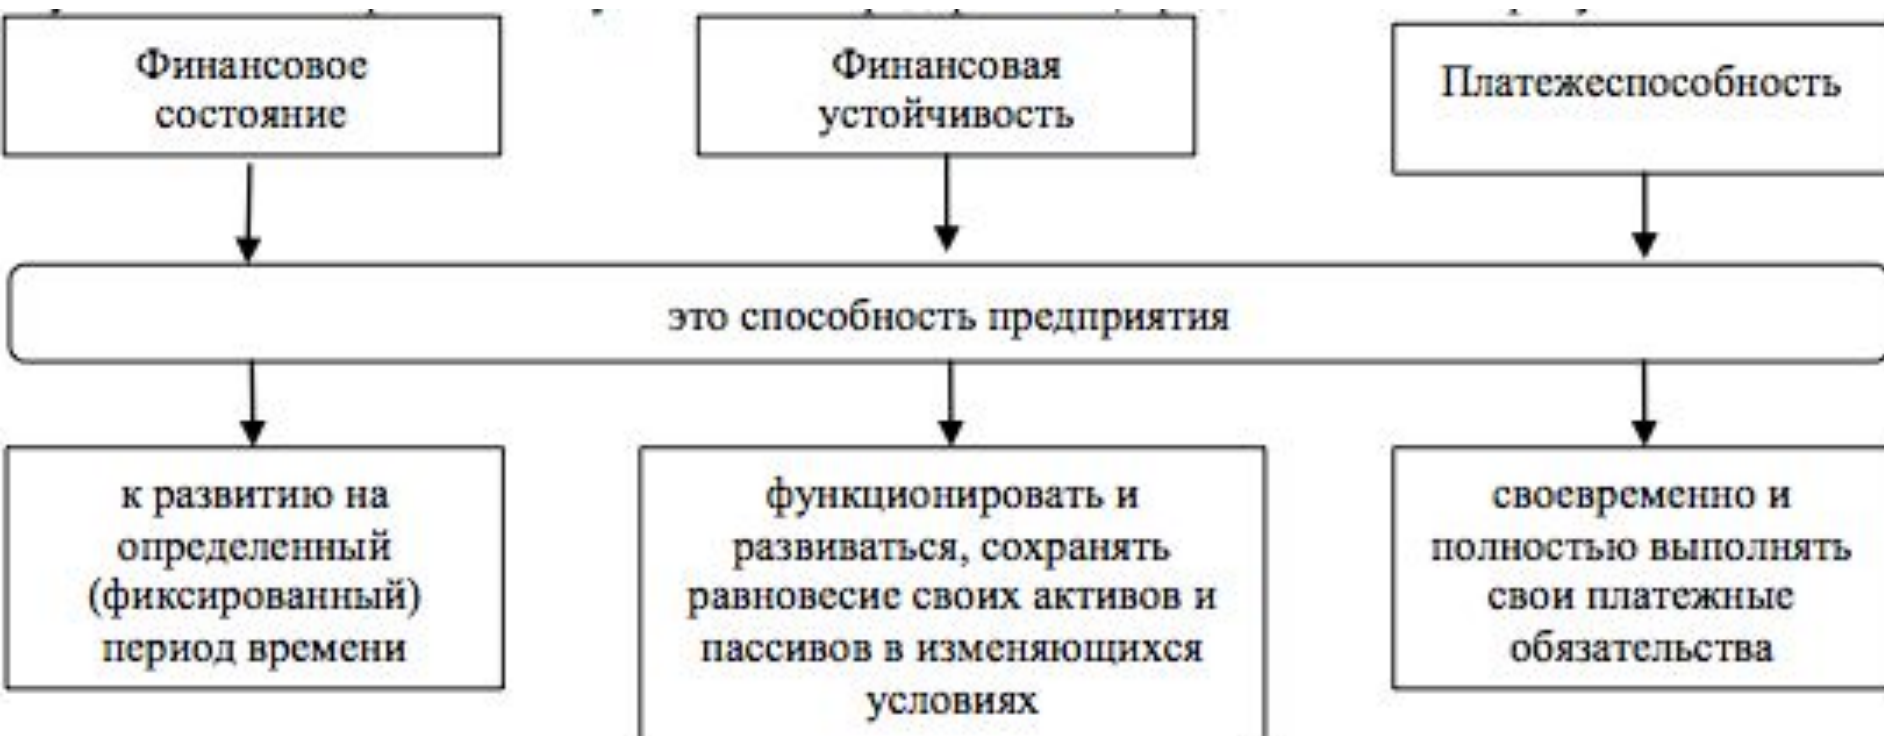 Финансовое
состояние
Финансовая
устойчивость
Платежеспособность
это способность предприятия
к развитию на
определенный
(фиксированный)
период времени
функционировать и
развиваться, сохранять
равновесие своих активов и
пассивов в изменяющихся
условиях
своевременно и
полностью выполнять
свои платежные
обязательства